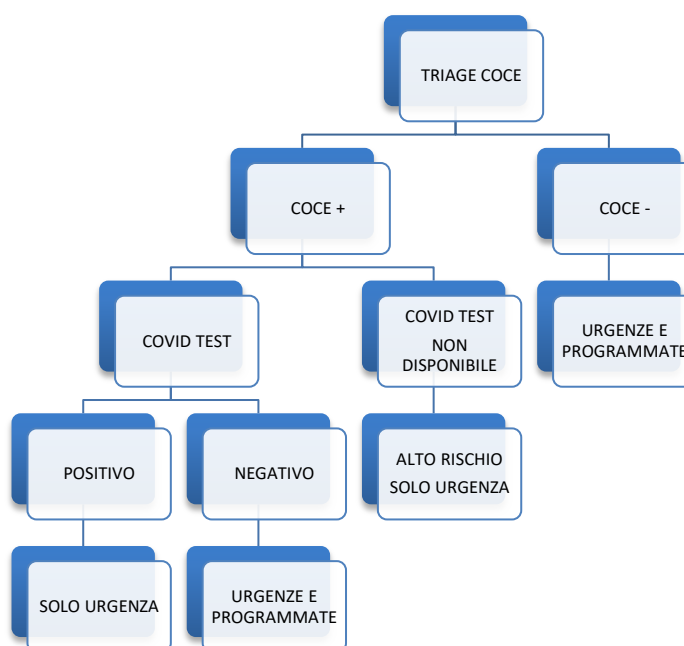 TRIAGE COCE
COCE +
COCE -
COVID TEST
COVID TEST
NON
DISPONIBILE
URGENZE E
PROGRAMMATE
POSITIVO
NEGATIVO
ALTO RISCHIO
SOLO URGENZA
SOLO URGENZA
URGENZE E
PROGRAMMATE